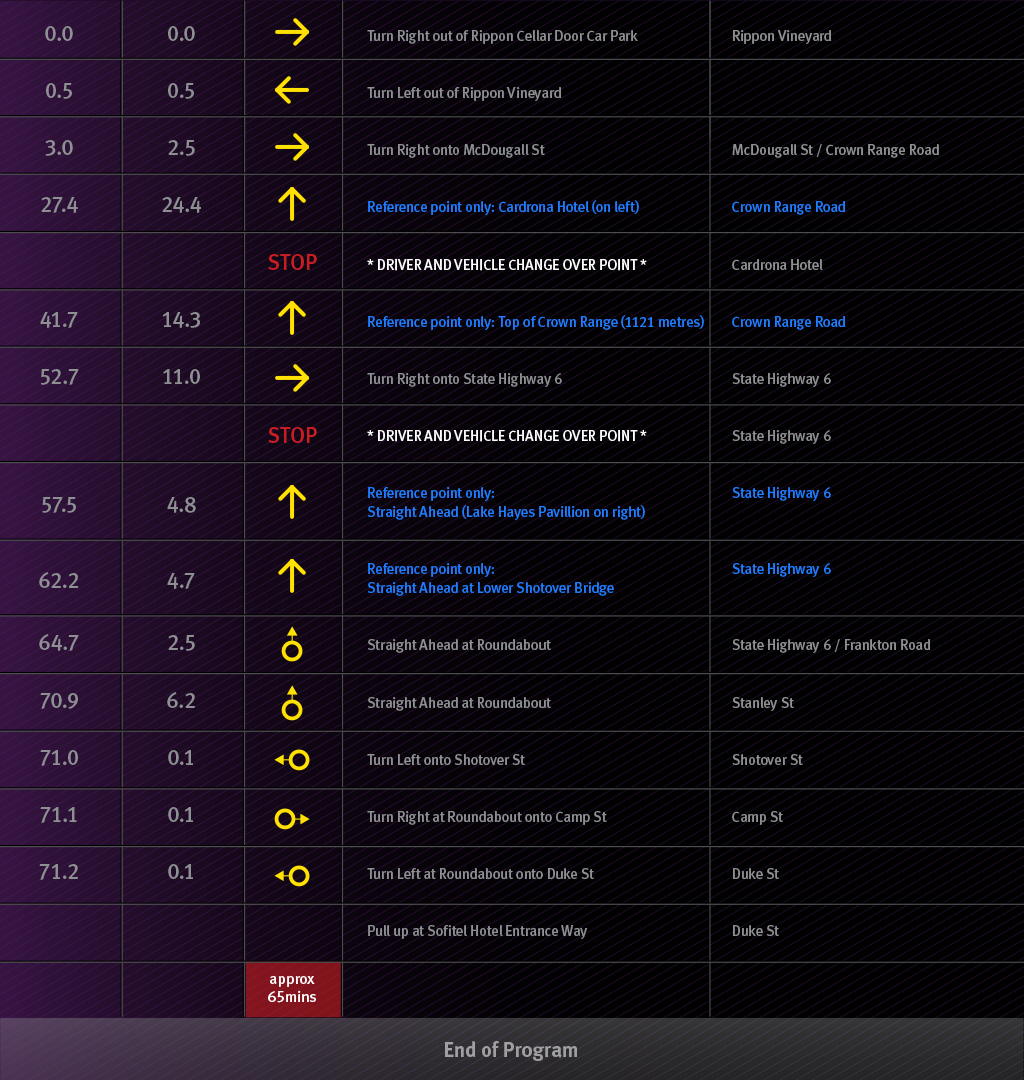 0.0 0.0 Turn Right out of Rippon Cellar Door Car Park Rippon Vineyard
0.5 0.5 Turn Left out of Rippon Vineyard
3.0 2.5 Turn Right onto McDougall St McDougall St / Crown Range Road
27.4 24.4 Reference point only: Cardrona Hotel (on left) Crown Range Road
STOP * DRIVER AND VEHICLE CHANGE OVER POINT * Cardrona Hotel
41.7 14.3 Reference point only: Top of Crown Range (1121 metres) Crown Range Road
52.7 11.0 Turn Right onto State Highway 6 State Highway 6
STOP * DRIVER AND VEHICLE CHANGE OVER POINT * State Highway 6
57.5 4.8 Reference point only: State Highway 6
Straight Ahead (Lake Hayes Pavillion on right)
62.2 4.7 Reference point only: State Highway 6
Straight Ahead at Lower Shotover Bridge
64.7 2.5 Straight Ahead at Roundabout State Highway 6 / Frankton Road
70.9 6.2 Straight Ahead at Roundabout Stanley St
71.0 0.1 Turn Left onto Shotover St Shotover St
71.1 0.1 Turn Right at Roundabout onto Camp St Camp St
71.2 0.1 Turn Left at Roundabout onto Duke St Duke St
Pull up at Sofitel Hotel Entrance Way Duke St
approx
65mins
End of Program